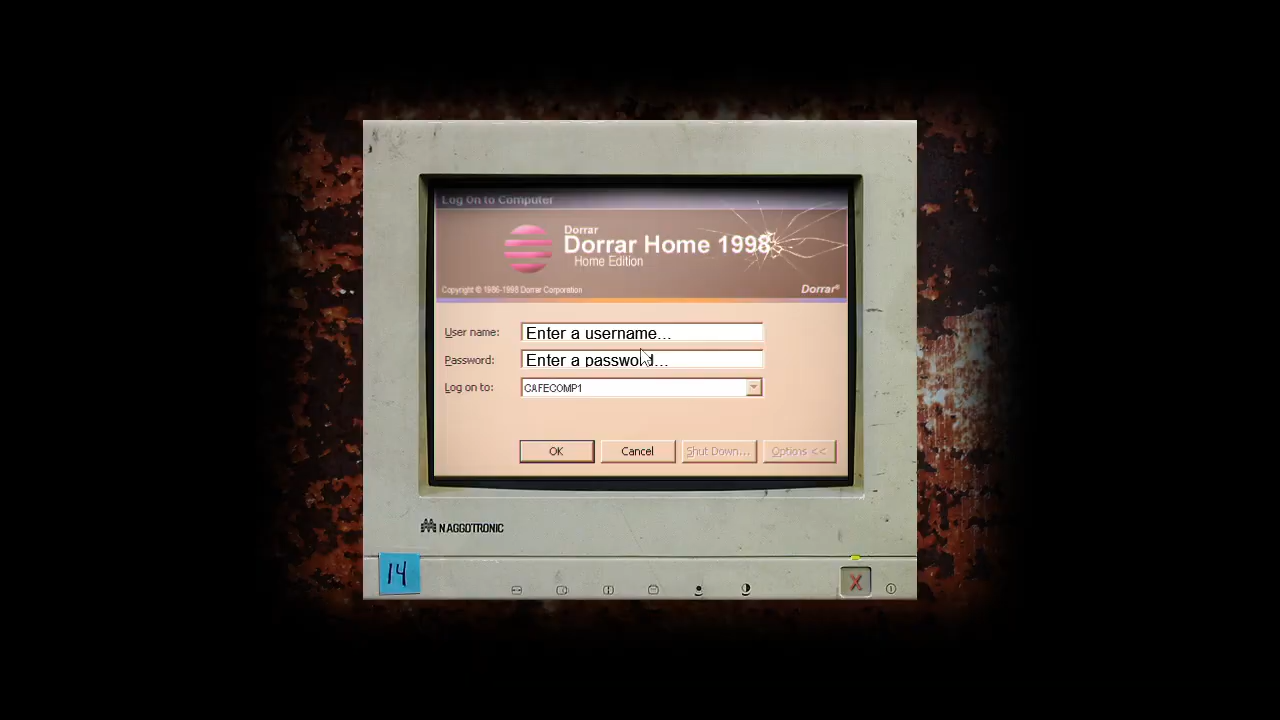 Log On to Computer
Dorrar
Dorrar Home 1998
Home Edition
Copyright © 1986-1998 Dorrar Corporation
Dorrar®
User name:
Enter a username...
Password:
Enter a password...
Log on to:
CAFECOMP1
OK
Cancel
Shut Down...
Options <<
NAGGOTRONIC
14
X